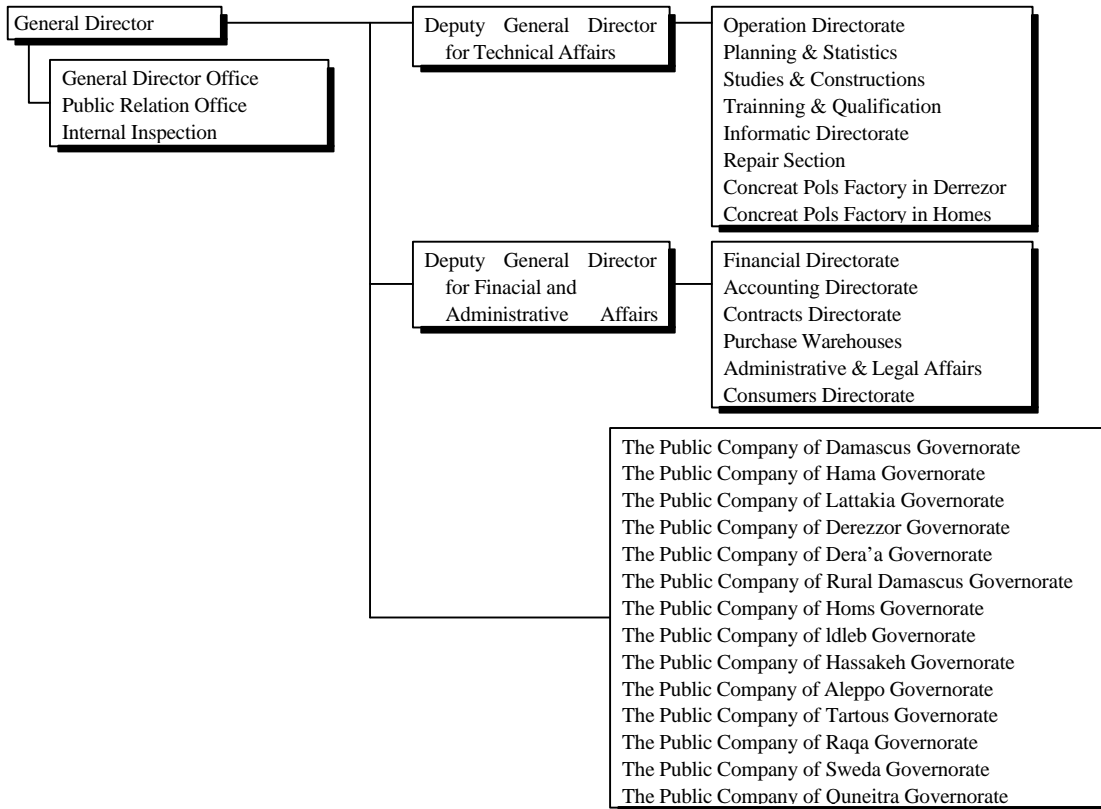 General Director
General Director Office
Public Relation Office
Internal Inspection
Deputy General Director
for Technical Affairs
Operation Directorate
Planning & Statistics
Studies & Constructions
Trainning & Qualification
Informatic Directorate
Repair Section
Concreat Pols Factory in Derrezor
Concreat Pols Factory in Homes
Deputy General Director
for Finacial and
Administrative Affairs
Financial Directorate
Accounting Directorate
Contracts Directorate
Purchase Warehouses
Administrative & Legal Affairs
Consumers Directorate
The Public Company of Damascus Governorate
The Public Company of Hama Governorate
The Public Company of Lattakia Governorate
The Public Company of Derezzor Governorate
The Public Company of Dera’a Governorate
The Public Company of Rural Damascus Governorate
The Public Company of Homs Governorate
The Public Company of ldleb Governorate
The Public Company of Hassakeh Governorate
The Public Company of Aleppo Governorate
The Public Company of Tartous Governorate
The Public Company of Raqa Governorate
The Public Company of Sweda Governorate
The Public Company of Quneitra Governorate